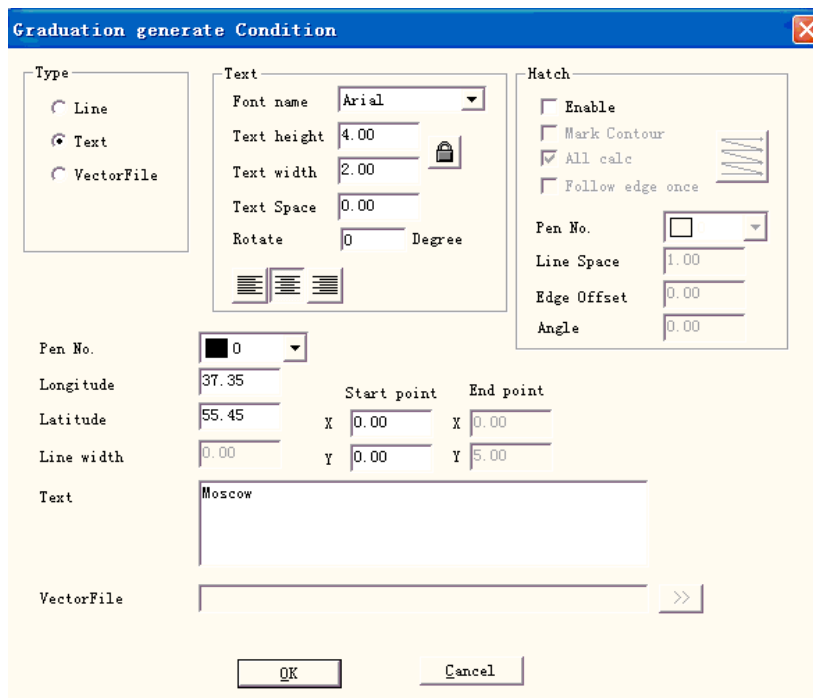 Graduation generate Condition
Type
Line
Text
VectorFile
Text
Font name Arial
Text height 4.00
Text width 2.00
Text Space 0.00
Rotate 0 Degree
Hatch
Enable
Mark Contour
All calc
Follow edge once
Pen No.
Line Space 1.00
Edge Offset 0.00
Angle 0.00
Pen No. 0
Longitude 37.35
Latitude 55.45
Line width 0.00
Start point End point
X 0.00 X 0.00
Y 0.00 Y 5.00
Text Moscow
VectorFile >>
OK Cancel